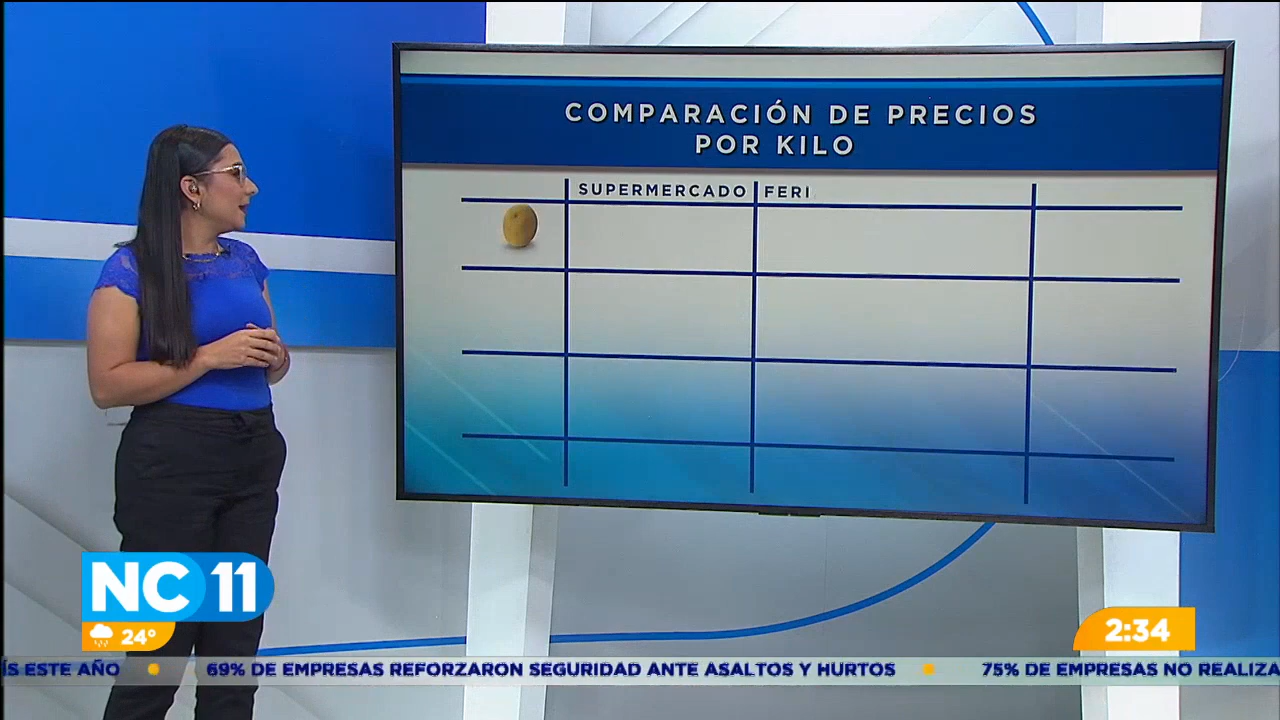 COMPARACIÓN DE PRECIOS
POR KILO
SUPERMERCADO FERI
NC 11
24°
2:34
ÍS ESTE AÑO 69% DE EMPRESAS REFORZARON SEGURIDAD ANTE ASALTOS Y HURTOS 75% DE EMPRESAS NO REALIZA